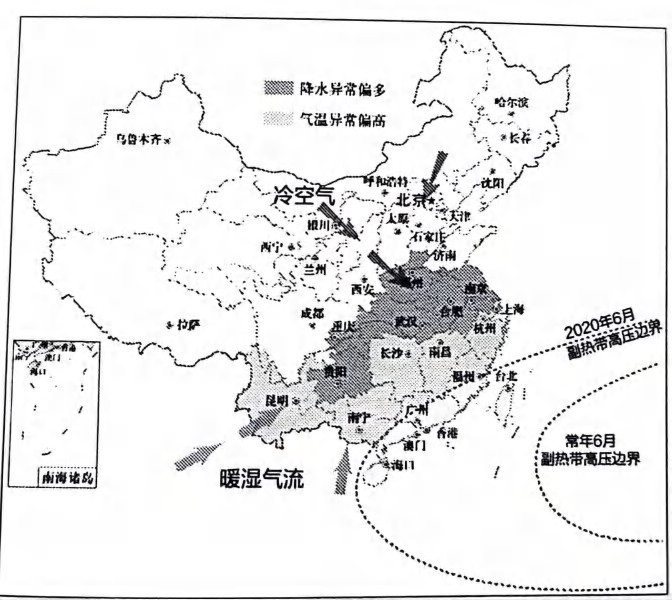 降水异常偏多
气温异常偏高
哈尔滨
长春
乌鲁木齐
沈阳
呼和浩特
北京
天津
冷空气
银川
太原
石家庄
济南
西宁
兰州
西安
郑州
南京
合肥
上海
成都
重庆
武汉
杭州
拉萨
2020年6月
副热带高压边界
长沙
南昌
贵阳
福州
台北
昆明
南宁
广州
香港
澳门
海口
常年6月
副热带高压边界
暖湿气流
香港
澳门
海口
南海诸岛